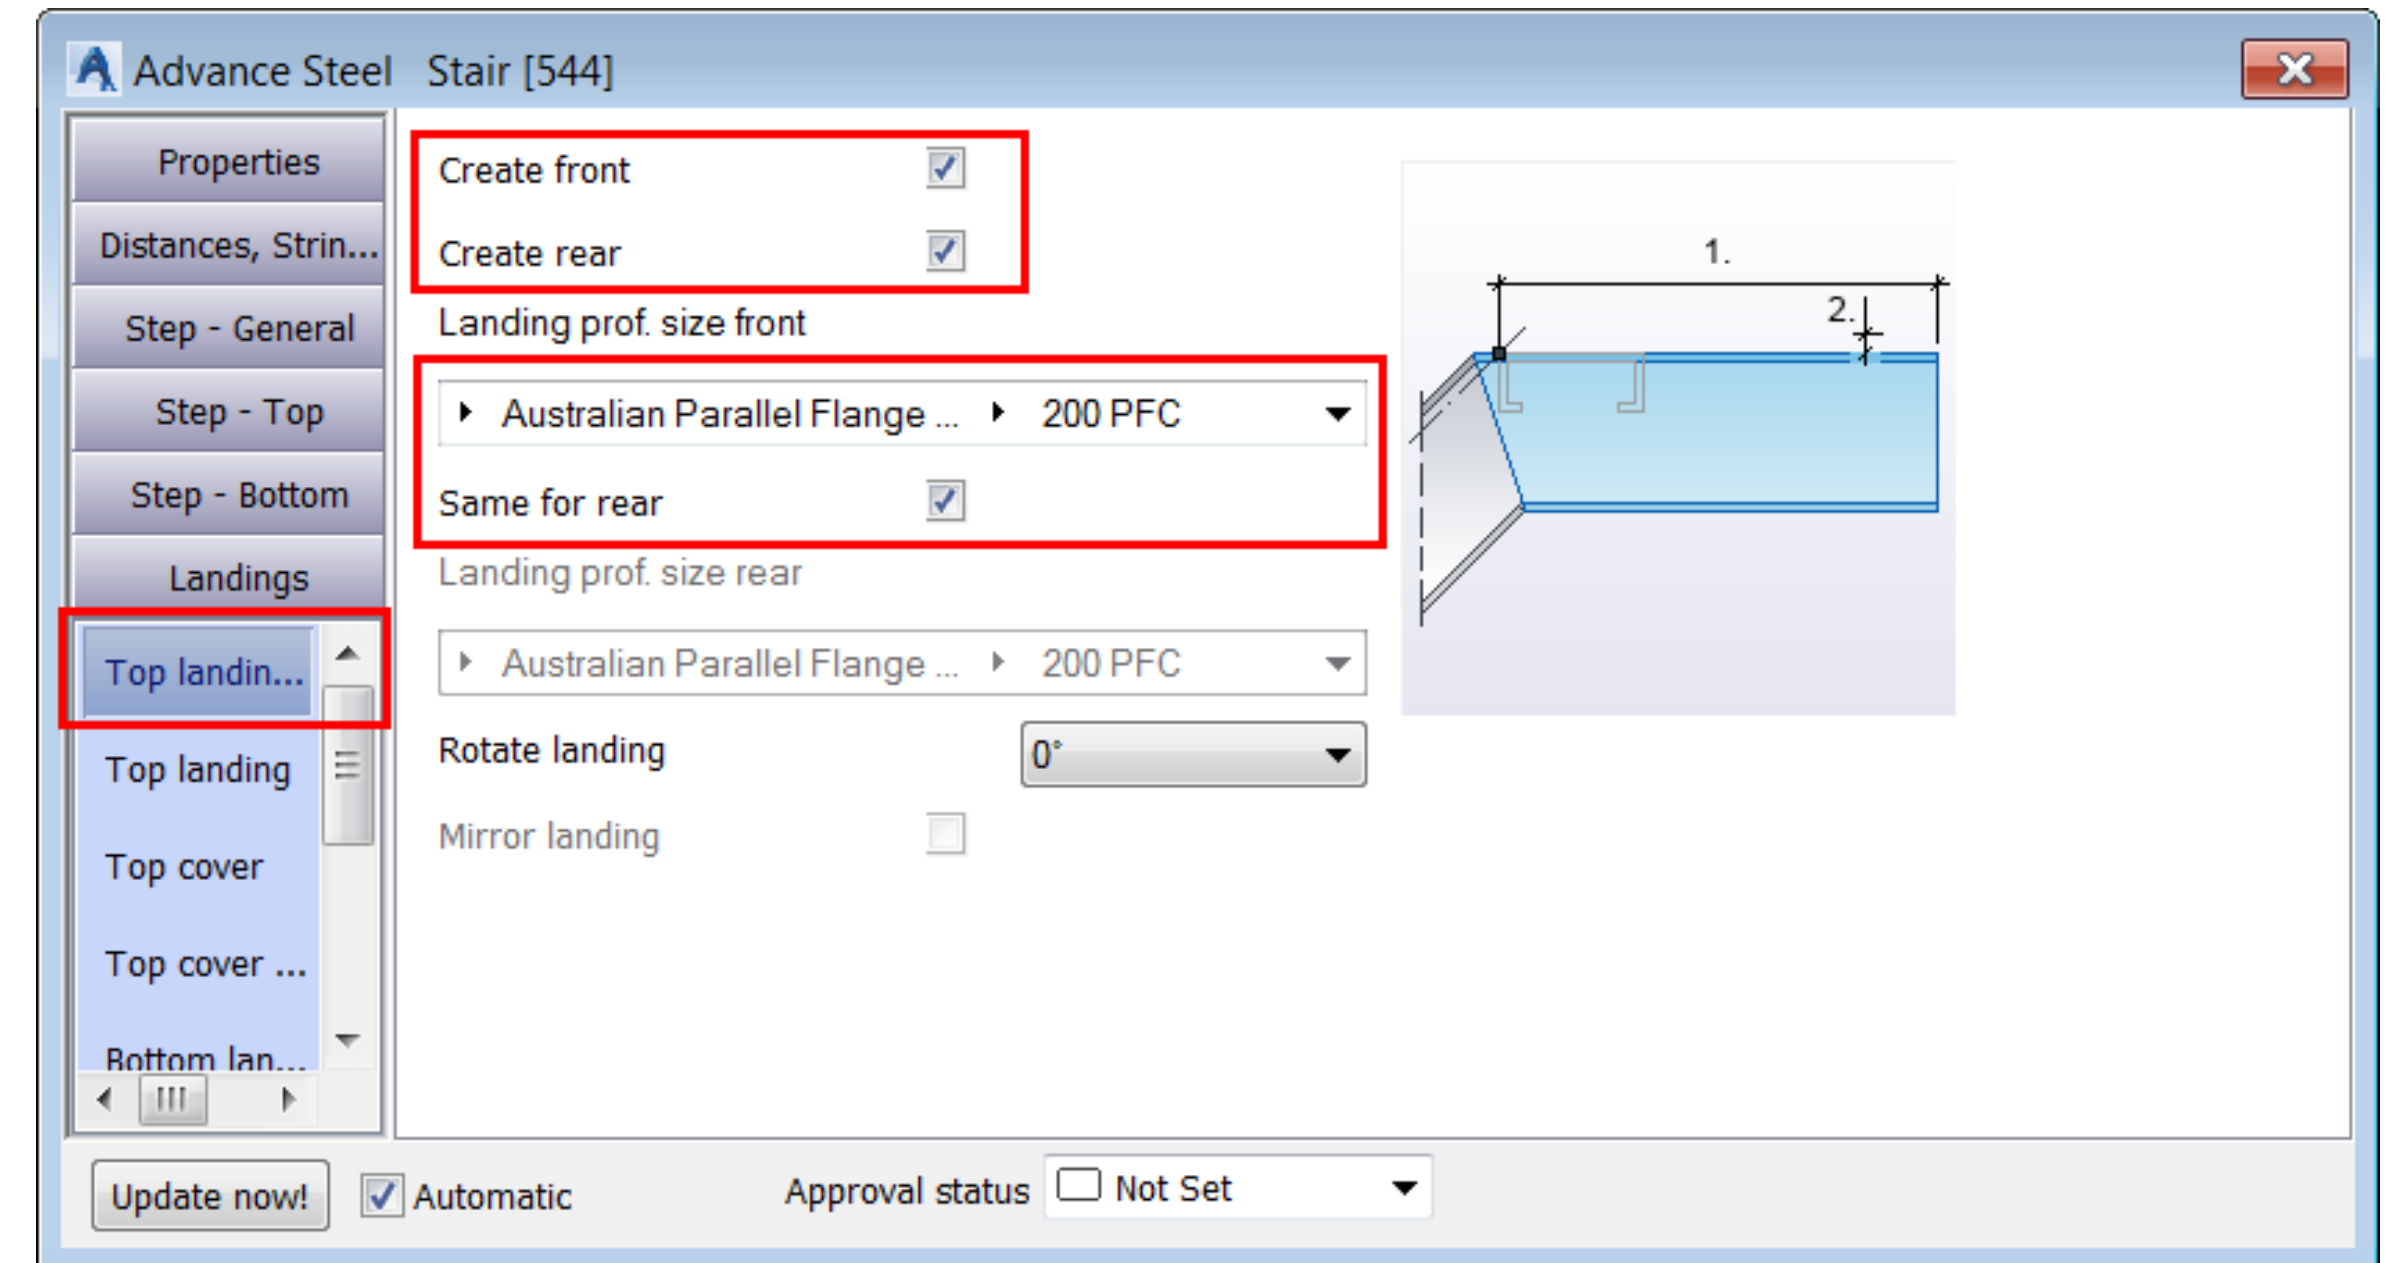 Advance Steel Stair [544]
Properties
Distances, Strin...
Step - General
Step - Top
Step - Bottom
Landings
Top landin...
Top landing
Top cover
Top cover ...
Bottom lan...
Create front
Create rear
Landing prof. size front
Australian Parallel Flange ... 200 PFC
Same for rear
Landing prof. size rear
Australian Parallel Flange ... 200 PFC
Rotate landing 0°
Mirror landing
1.
2.
Update now! Automatic Approval status Not Set